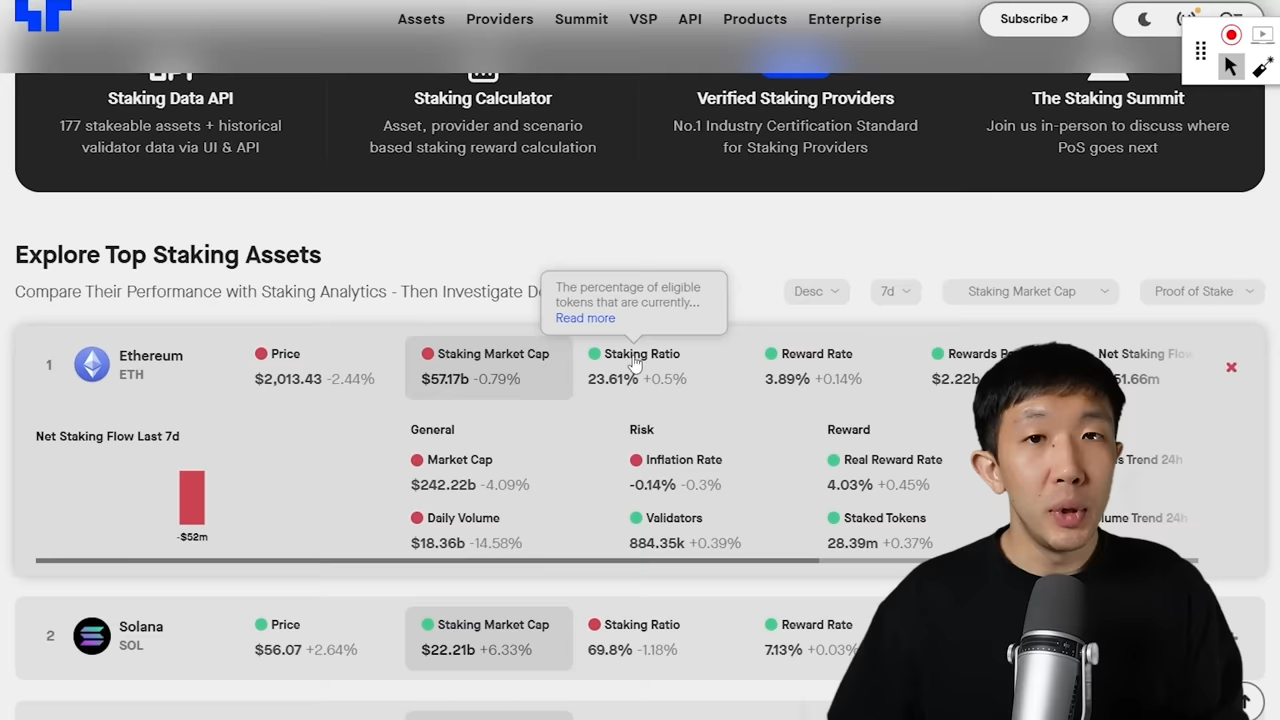 Assets Providers Summit VSP API Products Enterprise Subscribe ↗
Staking Data API
177 stakeable assets + historical
validator data via UI & API
Staking Calculator
Asset, provider and scenario
based staking reward calculation
Verified Staking Providers
No.1 Industry Certification Standard
for Staking Providers
The Staking Summit
Join us in-person to discuss where
PoS goes next
Explore Top Staking Assets
Compare Their Performance with Staking Analytics - Then Investigate
Desc 7d Staking Market Cap Proof of Stake
The percentage of eligible
tokens that are currently...
Read more
1 Ethereum
ETH
Price
$2,013.43 -2.44%
Staking Market Cap
$57.17b -0.79%
Staking Ratio
23.61% +0.5%
Reward Rate
3.89% +0.14%
Rewards
$2.22b
Net Staking Flow
51.66m
Net Staking Flow Last 7d
-$52m
General
Market Cap
$242.22b -4.09%
Daily Volume
$18.36b -14.58%
Risk
Inflation Rate
-0.14% -0.3%
Validators
884.35k +0.39%
Reward
Real Reward Rate
4.03% +0.45%
Staked Tokens
28.39m +0.37%
Trend 24h
Trend 24h
2 Solana
SOL
Price
$56.07 +2.64%
Staking Market Cap
$22.21b +6.33%
Staking Ratio
69.8% -1.18%
Reward Rate
7.13% +0.03%